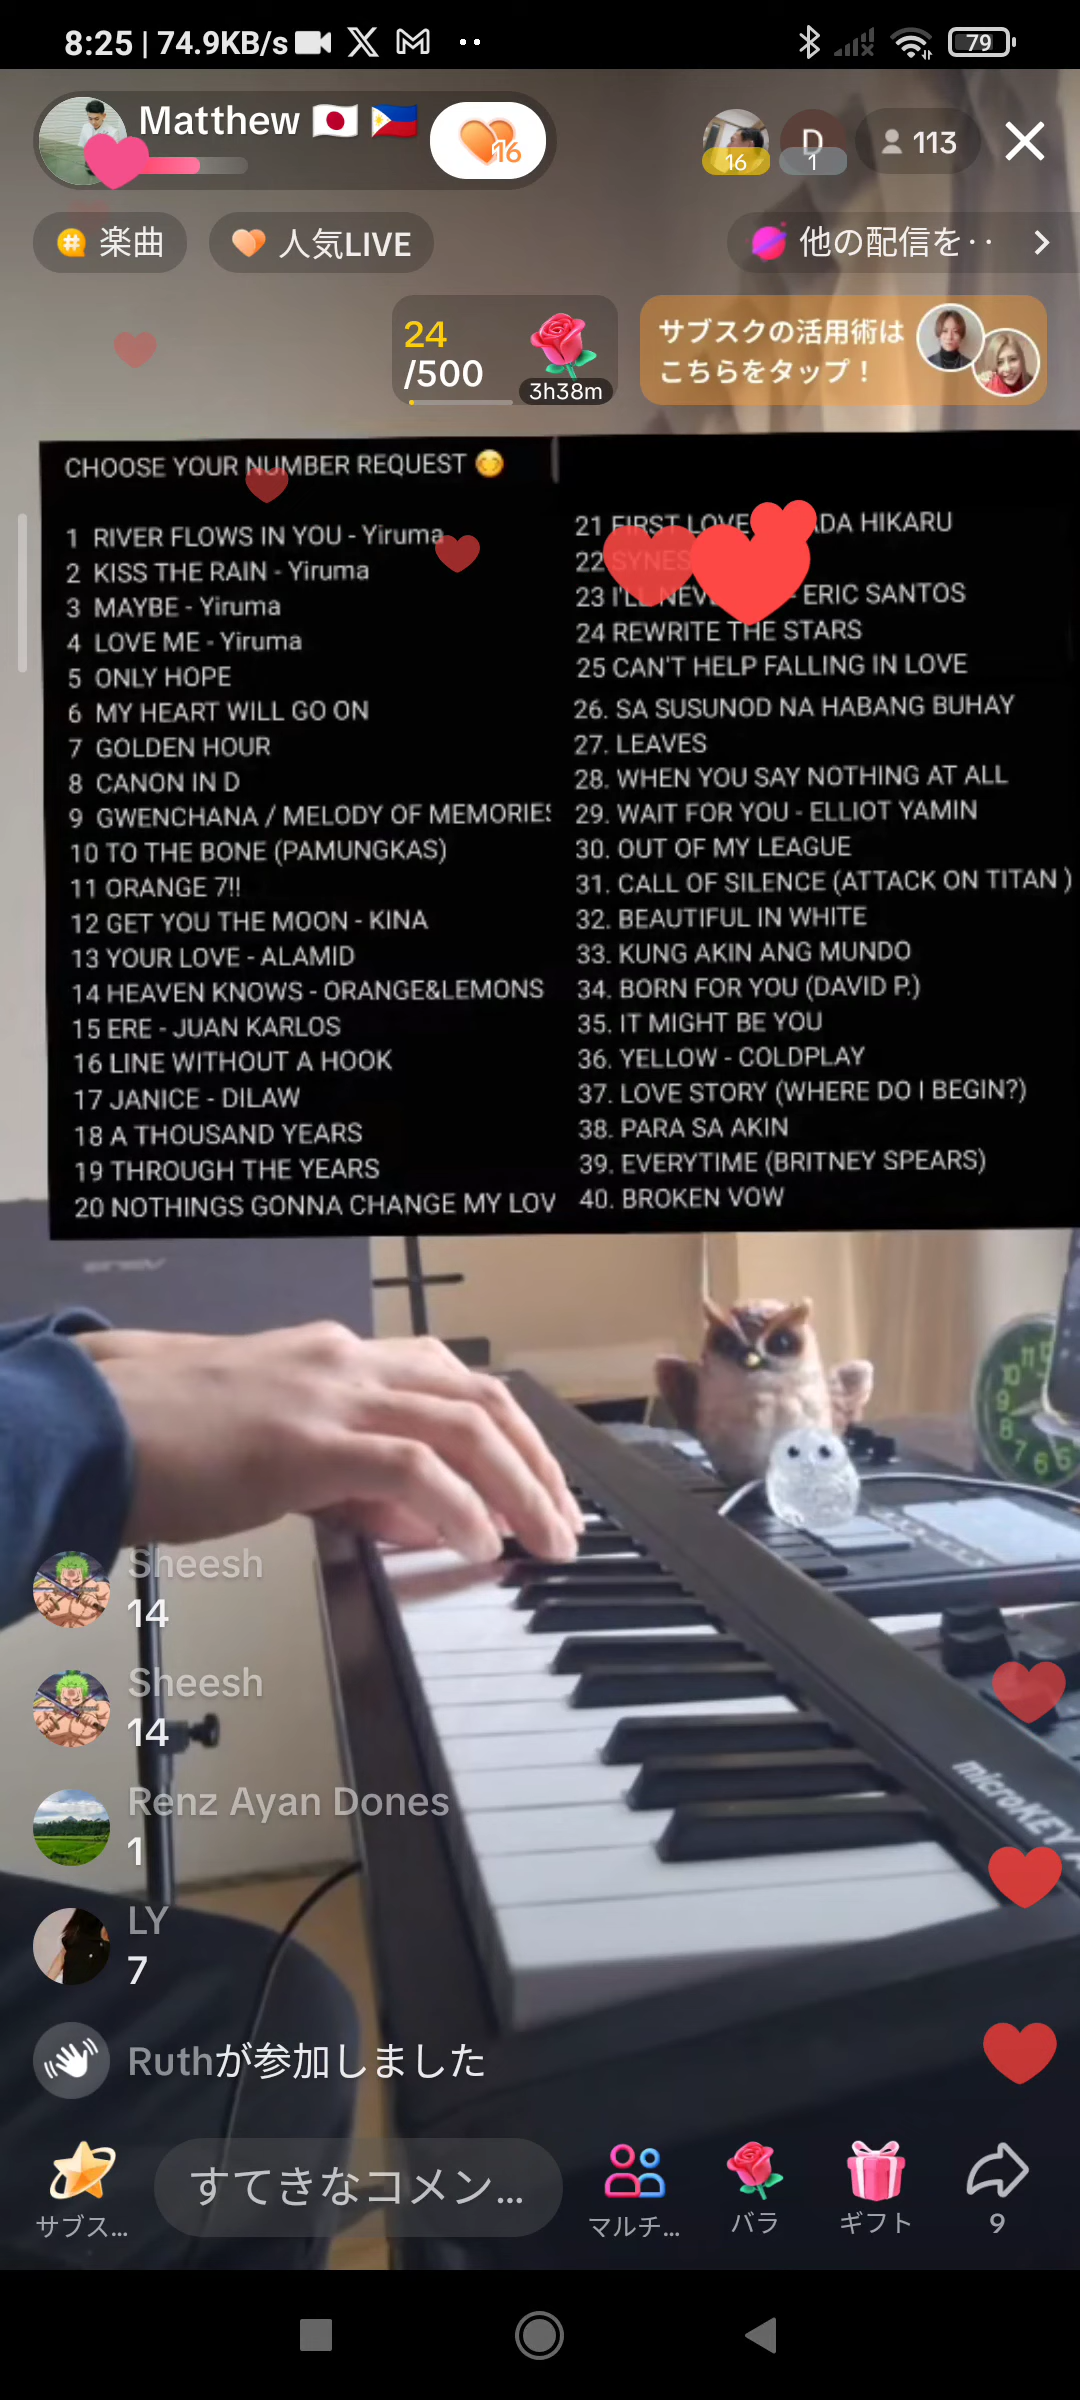 8:25 | 74.9KB/s
79
Matthew 🇯🇵 🇵🇭
16
16
D
1
113
楽曲
人気LIVE
他の配信を‥
24
/500
3h38m
サブスクの活用術は
こちらをタップ！
CHOOSE YOUR NUMBER REQUEST 😊
1 RIVER FLOWS IN YOU - Yiruma
2 KISS THE RAIN - Yiruma
3 MAYBE - Yiruma
4 LOVE ME - Yiruma
5 ONLY HOPE
6 MY HEART WILL GO ON
7 GOLDEN HOUR
8 CANON IN D
9 GWENCHANA / MELODY OF MEMORIES
10 TO THE BONE (PAMUNGKAS)
11 ORANGE 7!!
12 GET YOU THE MOON - KINA
13 YOUR LOVE - ALAMID
14 HEAVEN KNOWS - ORANGE&LEMONS
15 ERE - JUAN KARLOS
16 LINE WITHOUT A HOOK
17 JANICE - DILAW
18 A THOUSAND YEARS
19 THROUGH THE YEARS
20 NOTHINGS GONNA CHANGE MY LOV
21 FIRST LOVE HIKARU
22
23 I'LL - ERIC SANTOS
24 REWRITE THE STARS
25 CAN'T HELP FALLING IN LOVE
26. SA SUSUNOD NA HABANG BUHAY
27. LEAVES
28. WHEN YOU SAY NOTHING AT ALL
29. WAIT FOR YOU - ELLIOT YAMIN
30. OUT OF MY LEAGUE
31. CALL OF SILENCE (ATTACK ON TITAN )
32. BEAUTIFUL IN WHITE
33. KUNG AKIN ANG MUNDO
34. BORN FOR YOU (DAVID P.)
35. IT MIGHT BE YOU
36. YELLOW - COLDPLAY
37. LOVE STORY (WHERE DO I BEGIN?)
38. PARA SA AKIN
39. EVERYTIME (BRITNEY SPEARS)
40. BROKEN VOW
microKEY
Sheesh
14
Sheesh
14
Renz Ayan Dones
1
LY
7
Ruthが参加しました
サブス...
すてきなコメン...
マルチ...
バラ
ギフト
9